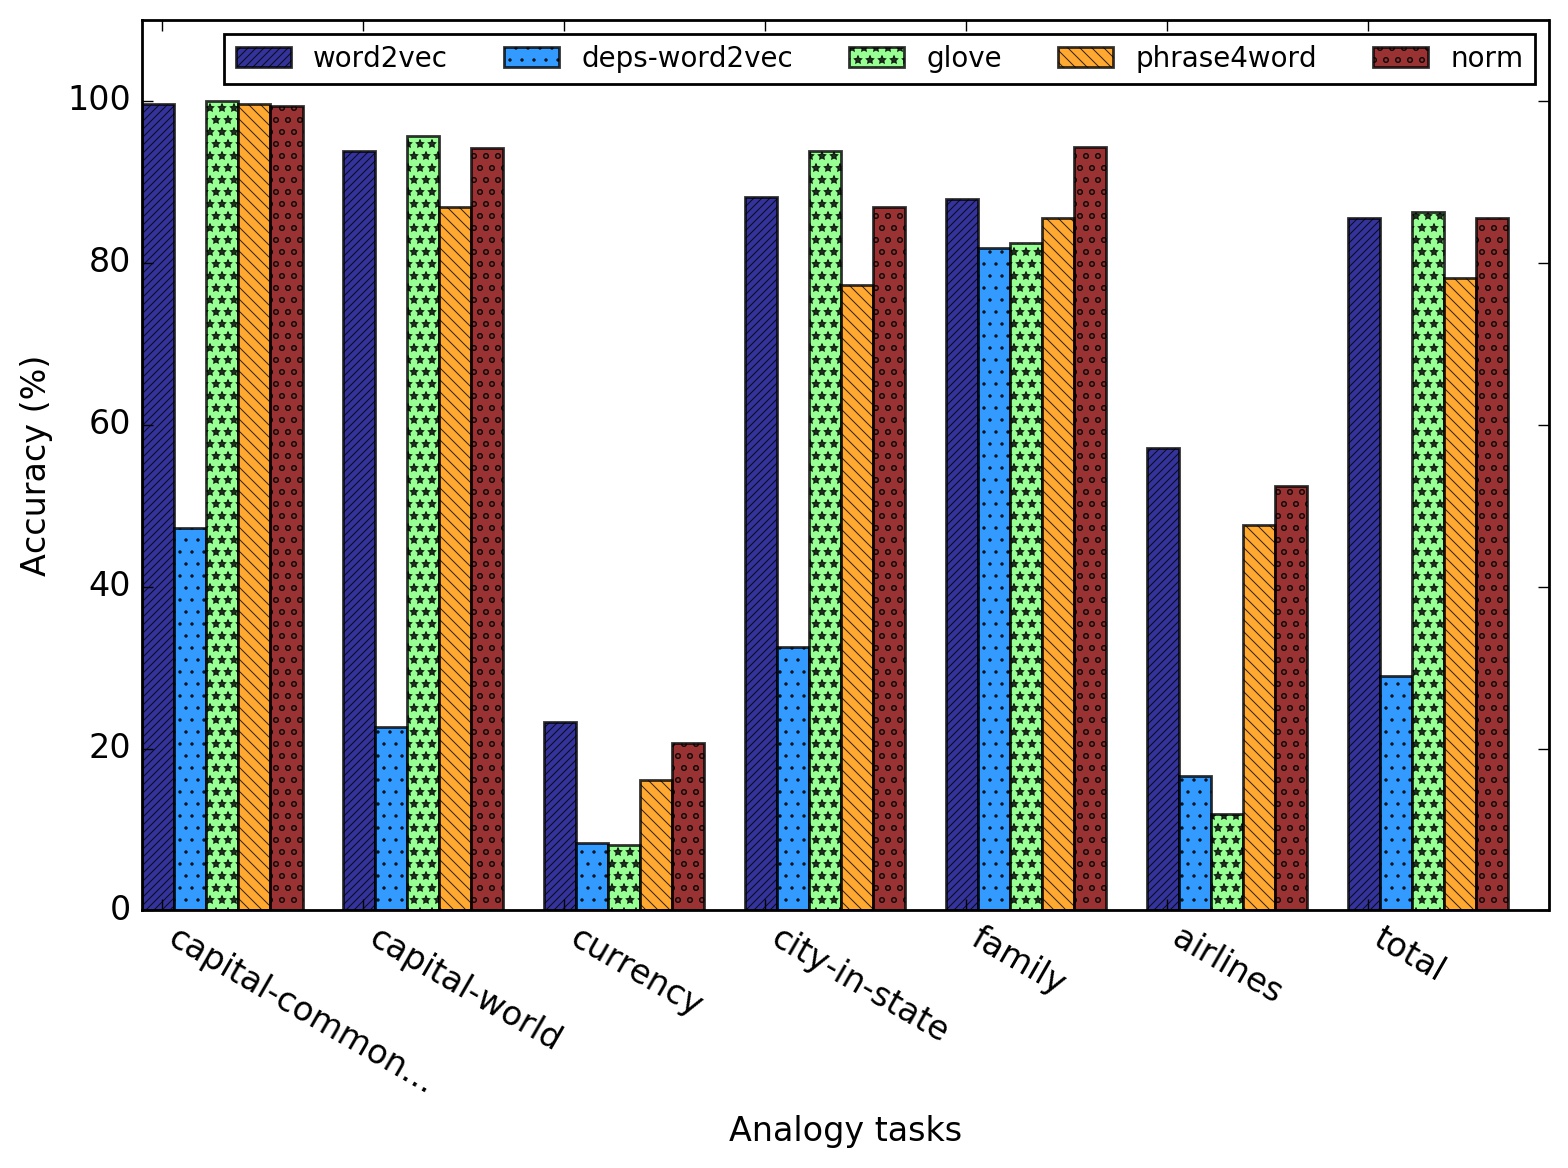 word2vec deps-word2vec glove phrase4word norm
100
80
60
40
20
0
Accuracy (%)
capital-common...
capital-world
currency
city-in-state
family
airlines
total
Analogy tasks